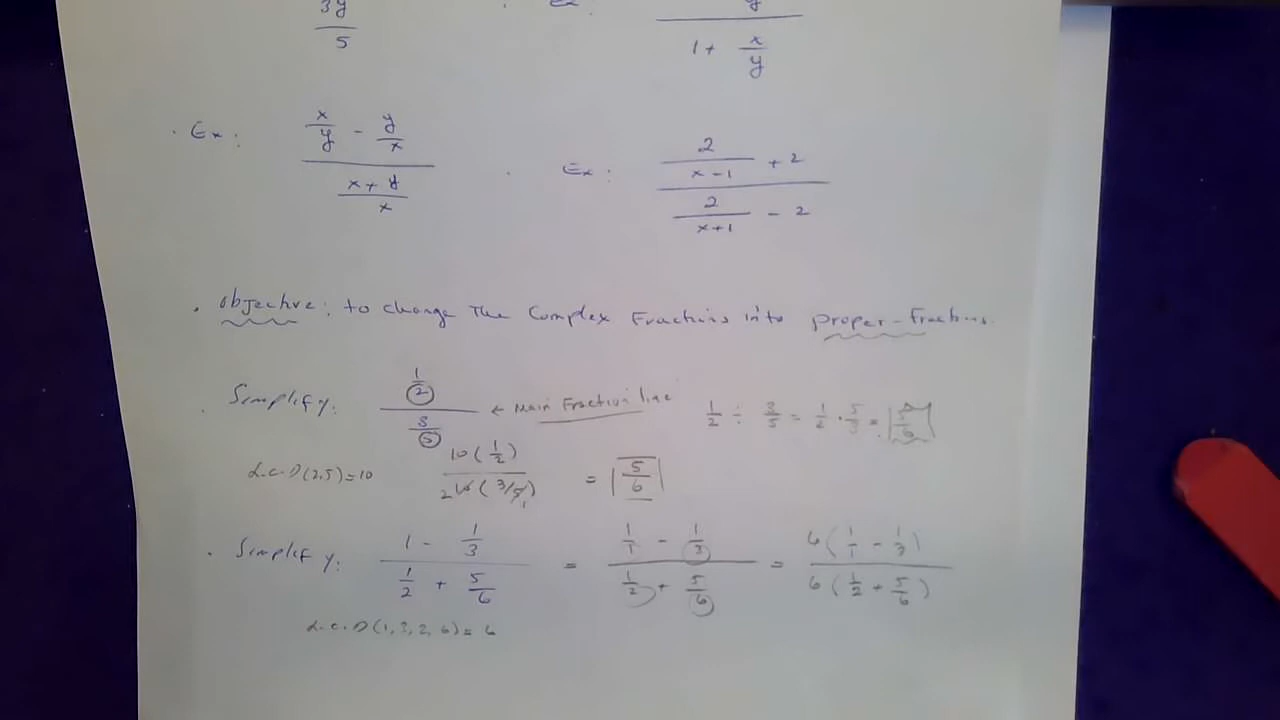 3y/5 . Ex: y / (1 + x/y)
. Ex: (x/y - y/x) / ((x+y)/x) . Ex: (2/(x-1) + 2) / (2/(x+1) - 2)
. Objective: to change The Complex Fractions into proper-fractions.
. Simplify: (1/2) / (3/5) ← Main Fraction line 1/2 ÷ 3/5 = 1/2 · 5/3 = 5/6
L.C.D(2,5)=10 10(1/2) / 2 10(3/5) 1 = 5/6
. Simplify: (1 - 1/3) / (1/2 + 5/6) = (1/1 - 1/3) / (1/2 + 5/6) = 6(1/1 - 1/3) / 6(1/2 + 5/6)
L.C.D(1,3,2,6)=6